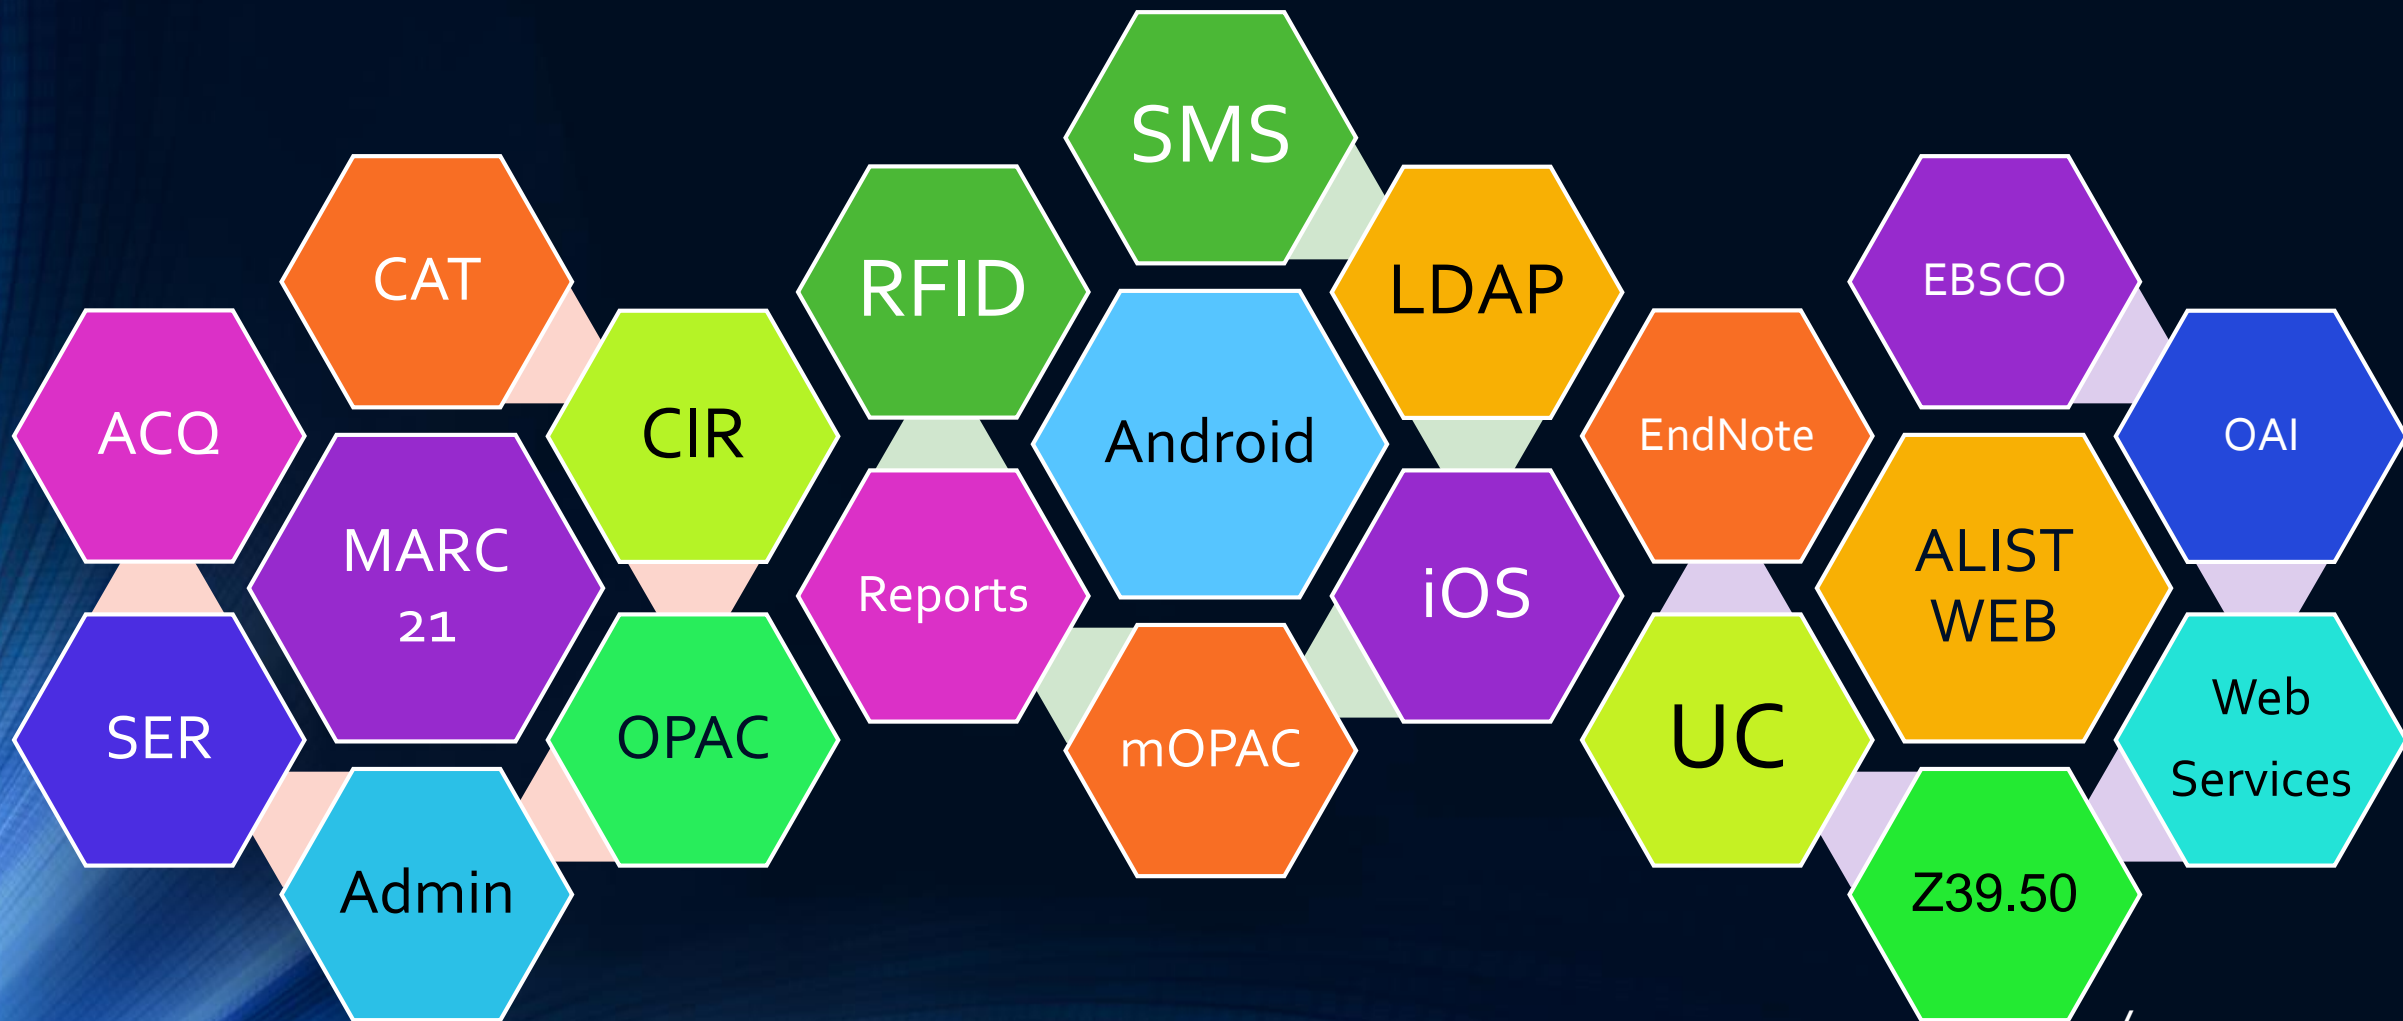 CAT
ACQ
CIR
MARC
21
SER
OPAC
Admin
SMS
RFID
LDAP
Android
Reports
iOS
mOPAC
EBSCO
EndNote
OAI
ALIST
WEB
UC
Web
Services
Z39.50